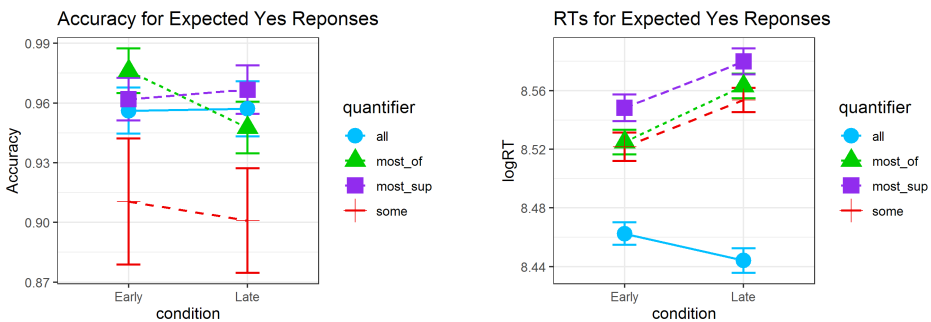 Accuracy for Expected Yes Reponses
0.99
0.96
0.93
0.90
0.87
Accuracy
Early
Late
condition
quantifier
all
most_of
most_sup
some
RTs for Expected Yes Reponses
8.56
8.52
8.48
8.44
logRT
Early
Late
condition
quantifier
all
most_of
most_sup
some